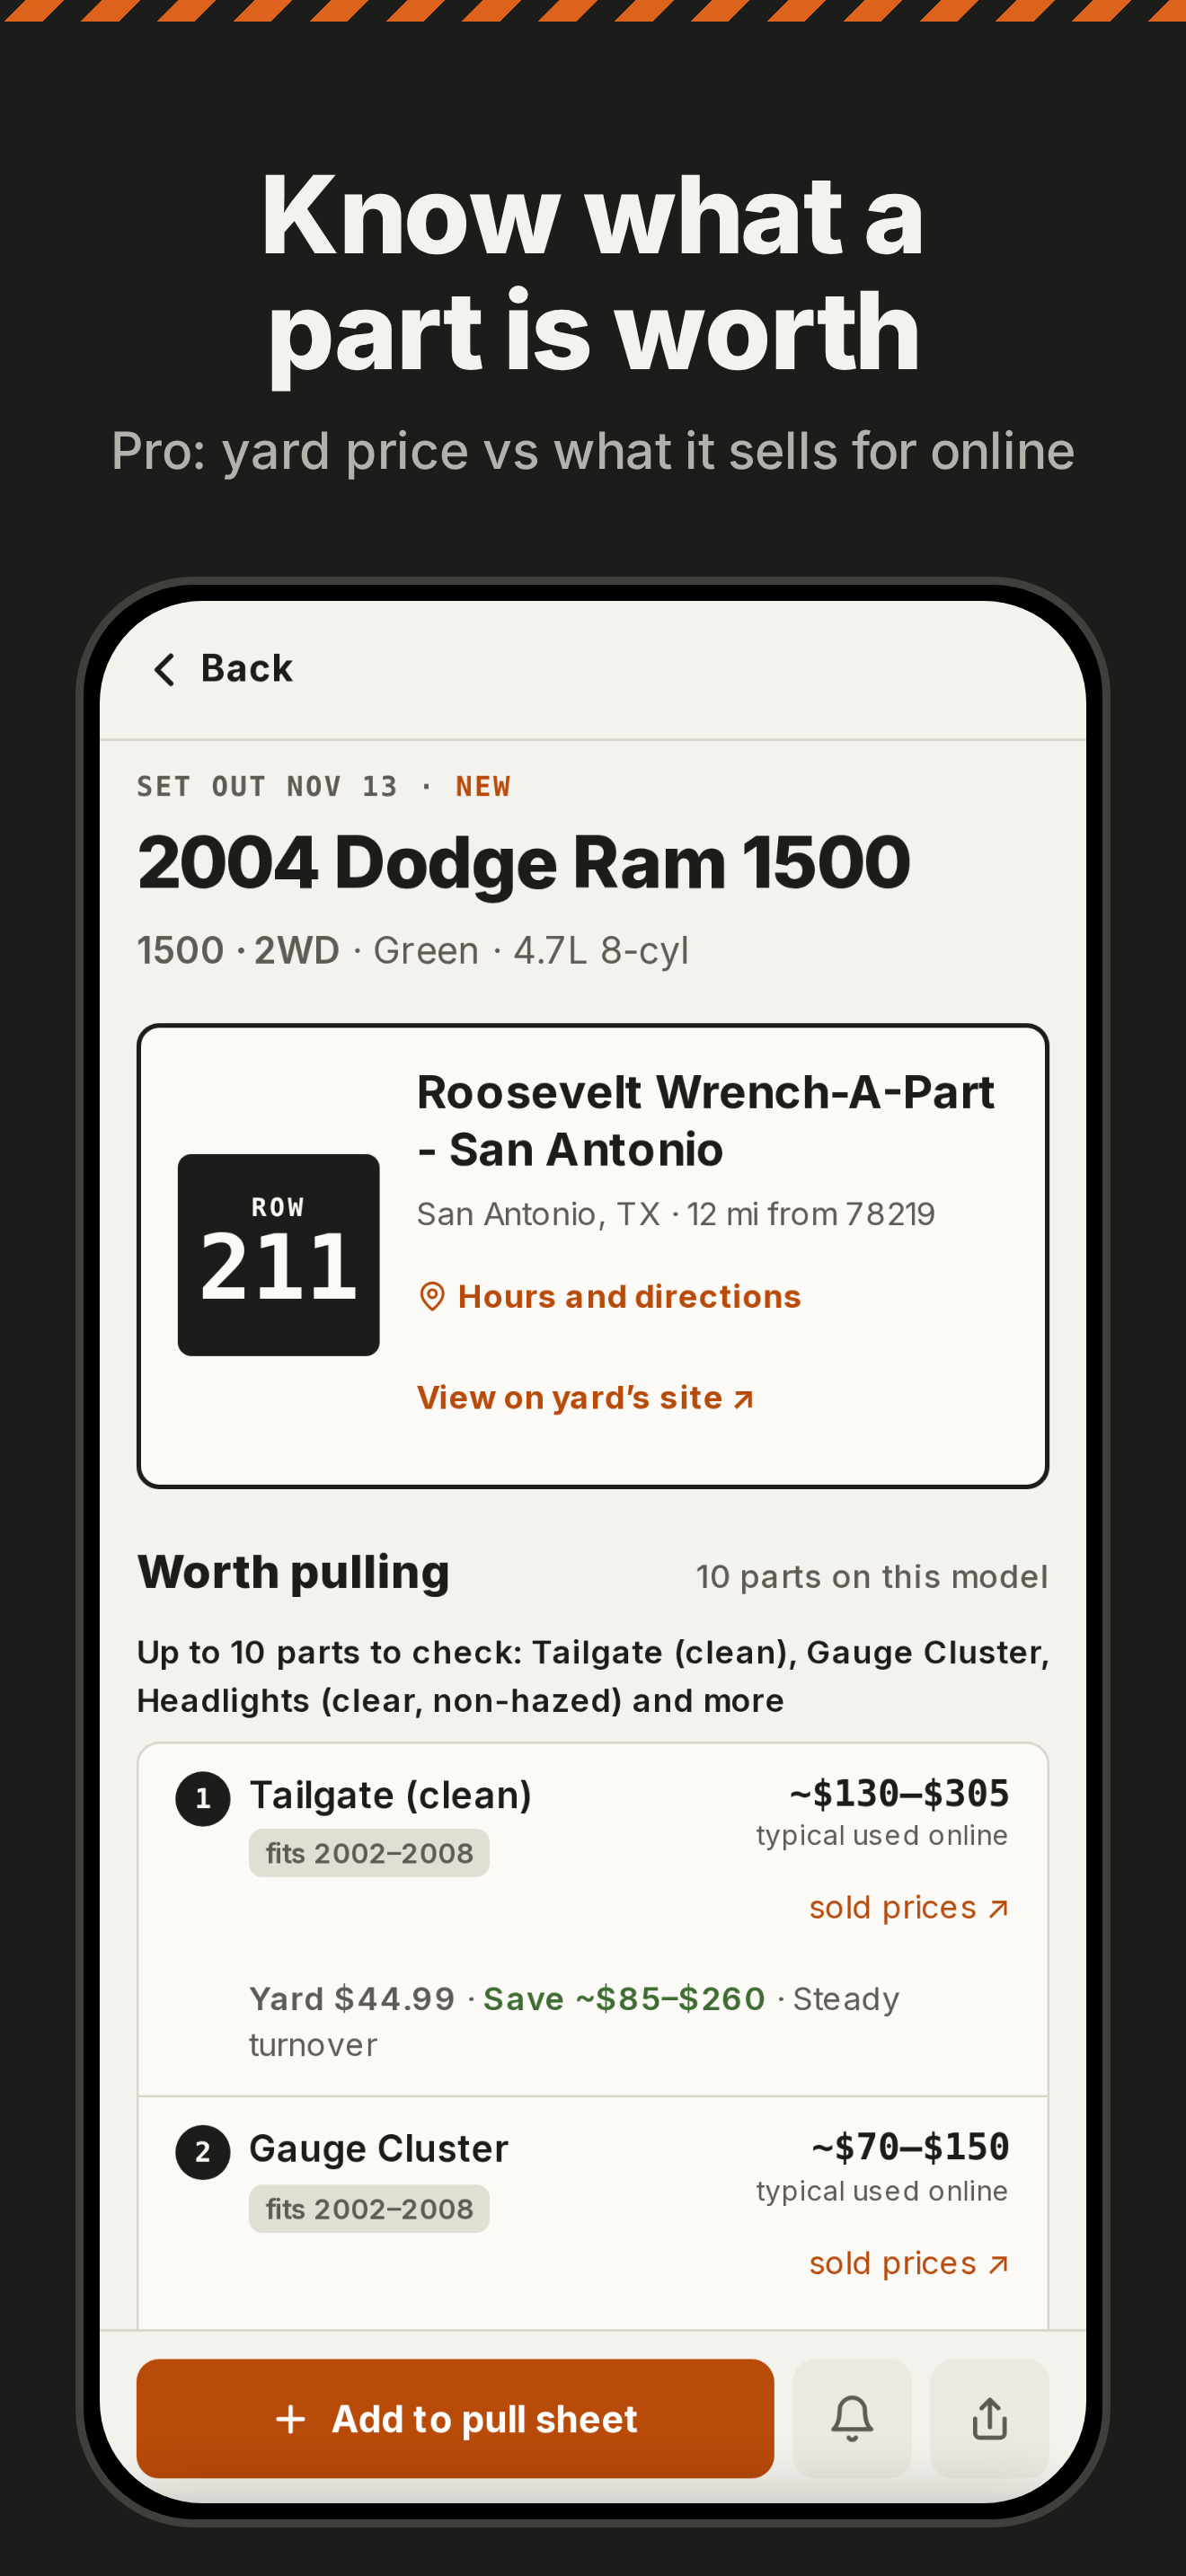 Know what a
part is worth
Pro: yard price vs what it sells for online
Back
SET OUT NOV 13 · NEW
2004 Dodge Ram 1500
1500 · 2WD · Green · 4.7L 8-cyl
Roosevelt Wrench-A-Part
- San Antonio
San Antonio, TX · 12 mi from 78219
Hours and directions
View on yard’s site ↗
ROW
211
Worth pulling
10 parts on this model
Up to 10 parts to check: Tailgate (clean), Gauge Cluster,
Headlights (clear, non-hazed) and more
1 Tailgate (clean) ~$130–$305
fits 2002–2008 typical used online
sold prices ↗
Yard $44.99 · Save ~$85–$260 · Steady
turnover
2 Gauge Cluster ~$70–$150
fits 2002–2008 typical used online
sold prices ↗
+ Add to pull sheet